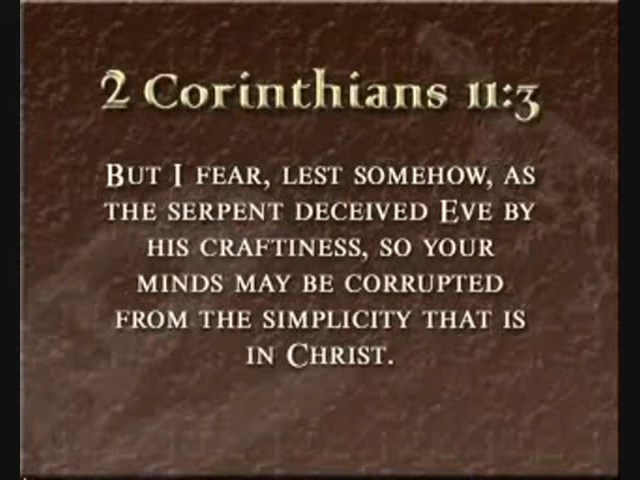 2 Corinthians 11:3
But I fear, lest somehow, as
the serpent deceived Eve by
his craftiness, so your
minds may be corrupted
from the simplicity that is
in Christ.